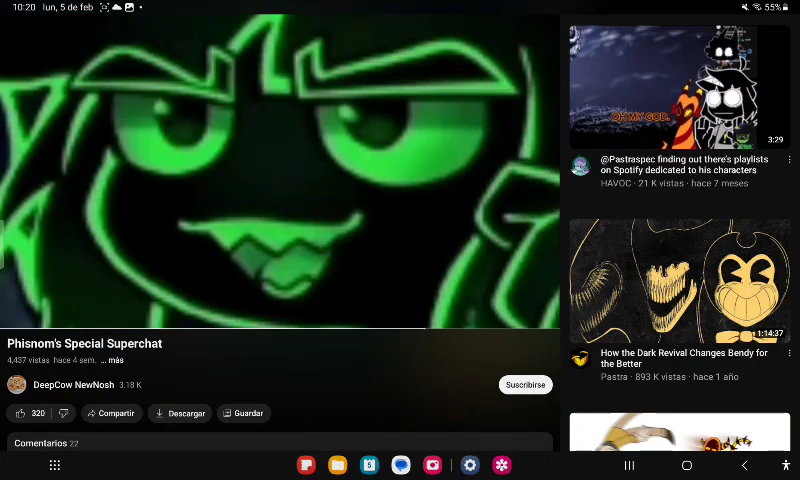 10:20 lun, 5 de feb
55%
OH MY GOD.
3:29
@Pastraspec finding out there's playlists
on Spotify dedicated to his characters
HAVOC · 21 K vistas · hace 7 meses
1:14:37
How the Dark Revival Changes Bendy for
the Better
Pastra · 893 K vistas · hace 1 año
Phisnom's Special Superchat
4,437 vistas hace 4 sem. ... más
DeepCow NewNosh 3.18 K
Suscribirse
320
Compartir
Descargar
Guardar
Comentarios 22
5